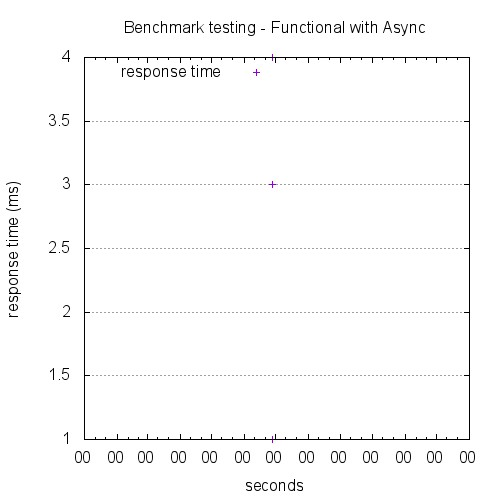 Benchmark testing - Functional with Async
response time
4
3.5
3
2.5
2
1.5
1
response time (ms)
00 00 00 00 00 00 00 00 00 00 00 00 00
seconds